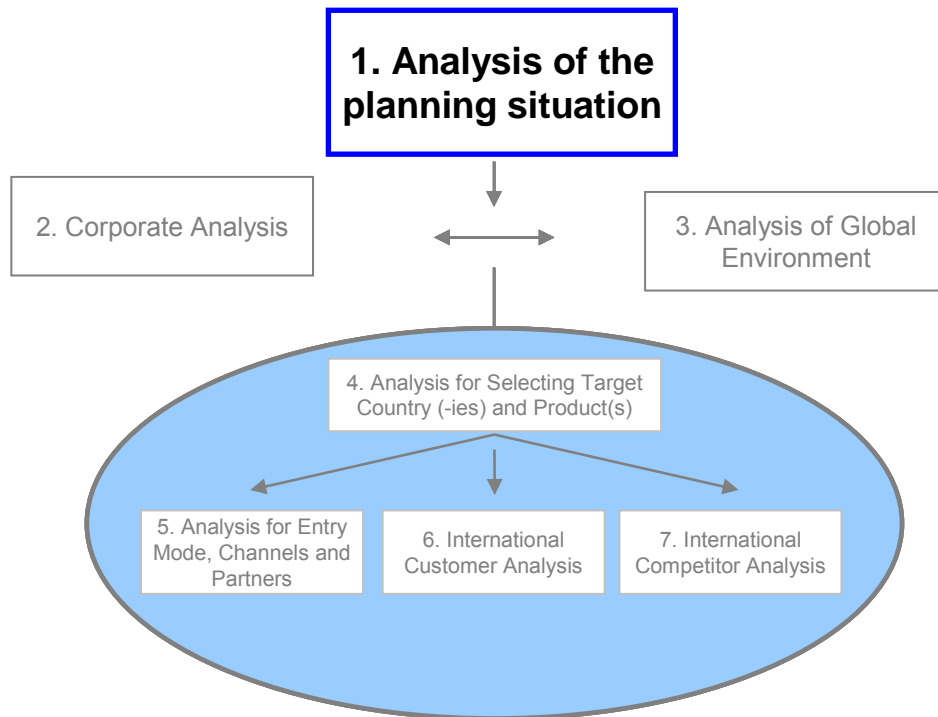 1. Analysis of the
planning situation
2. Corporate Analysis
3. Analysis of Global
Environment
4. Analysis for Selecting Target
Country (-ies) and Product(s)
5. Analysis for Entry
Mode, Channels and
Partners
6. International
Customer Analysis
7. International
Competitor Analysis